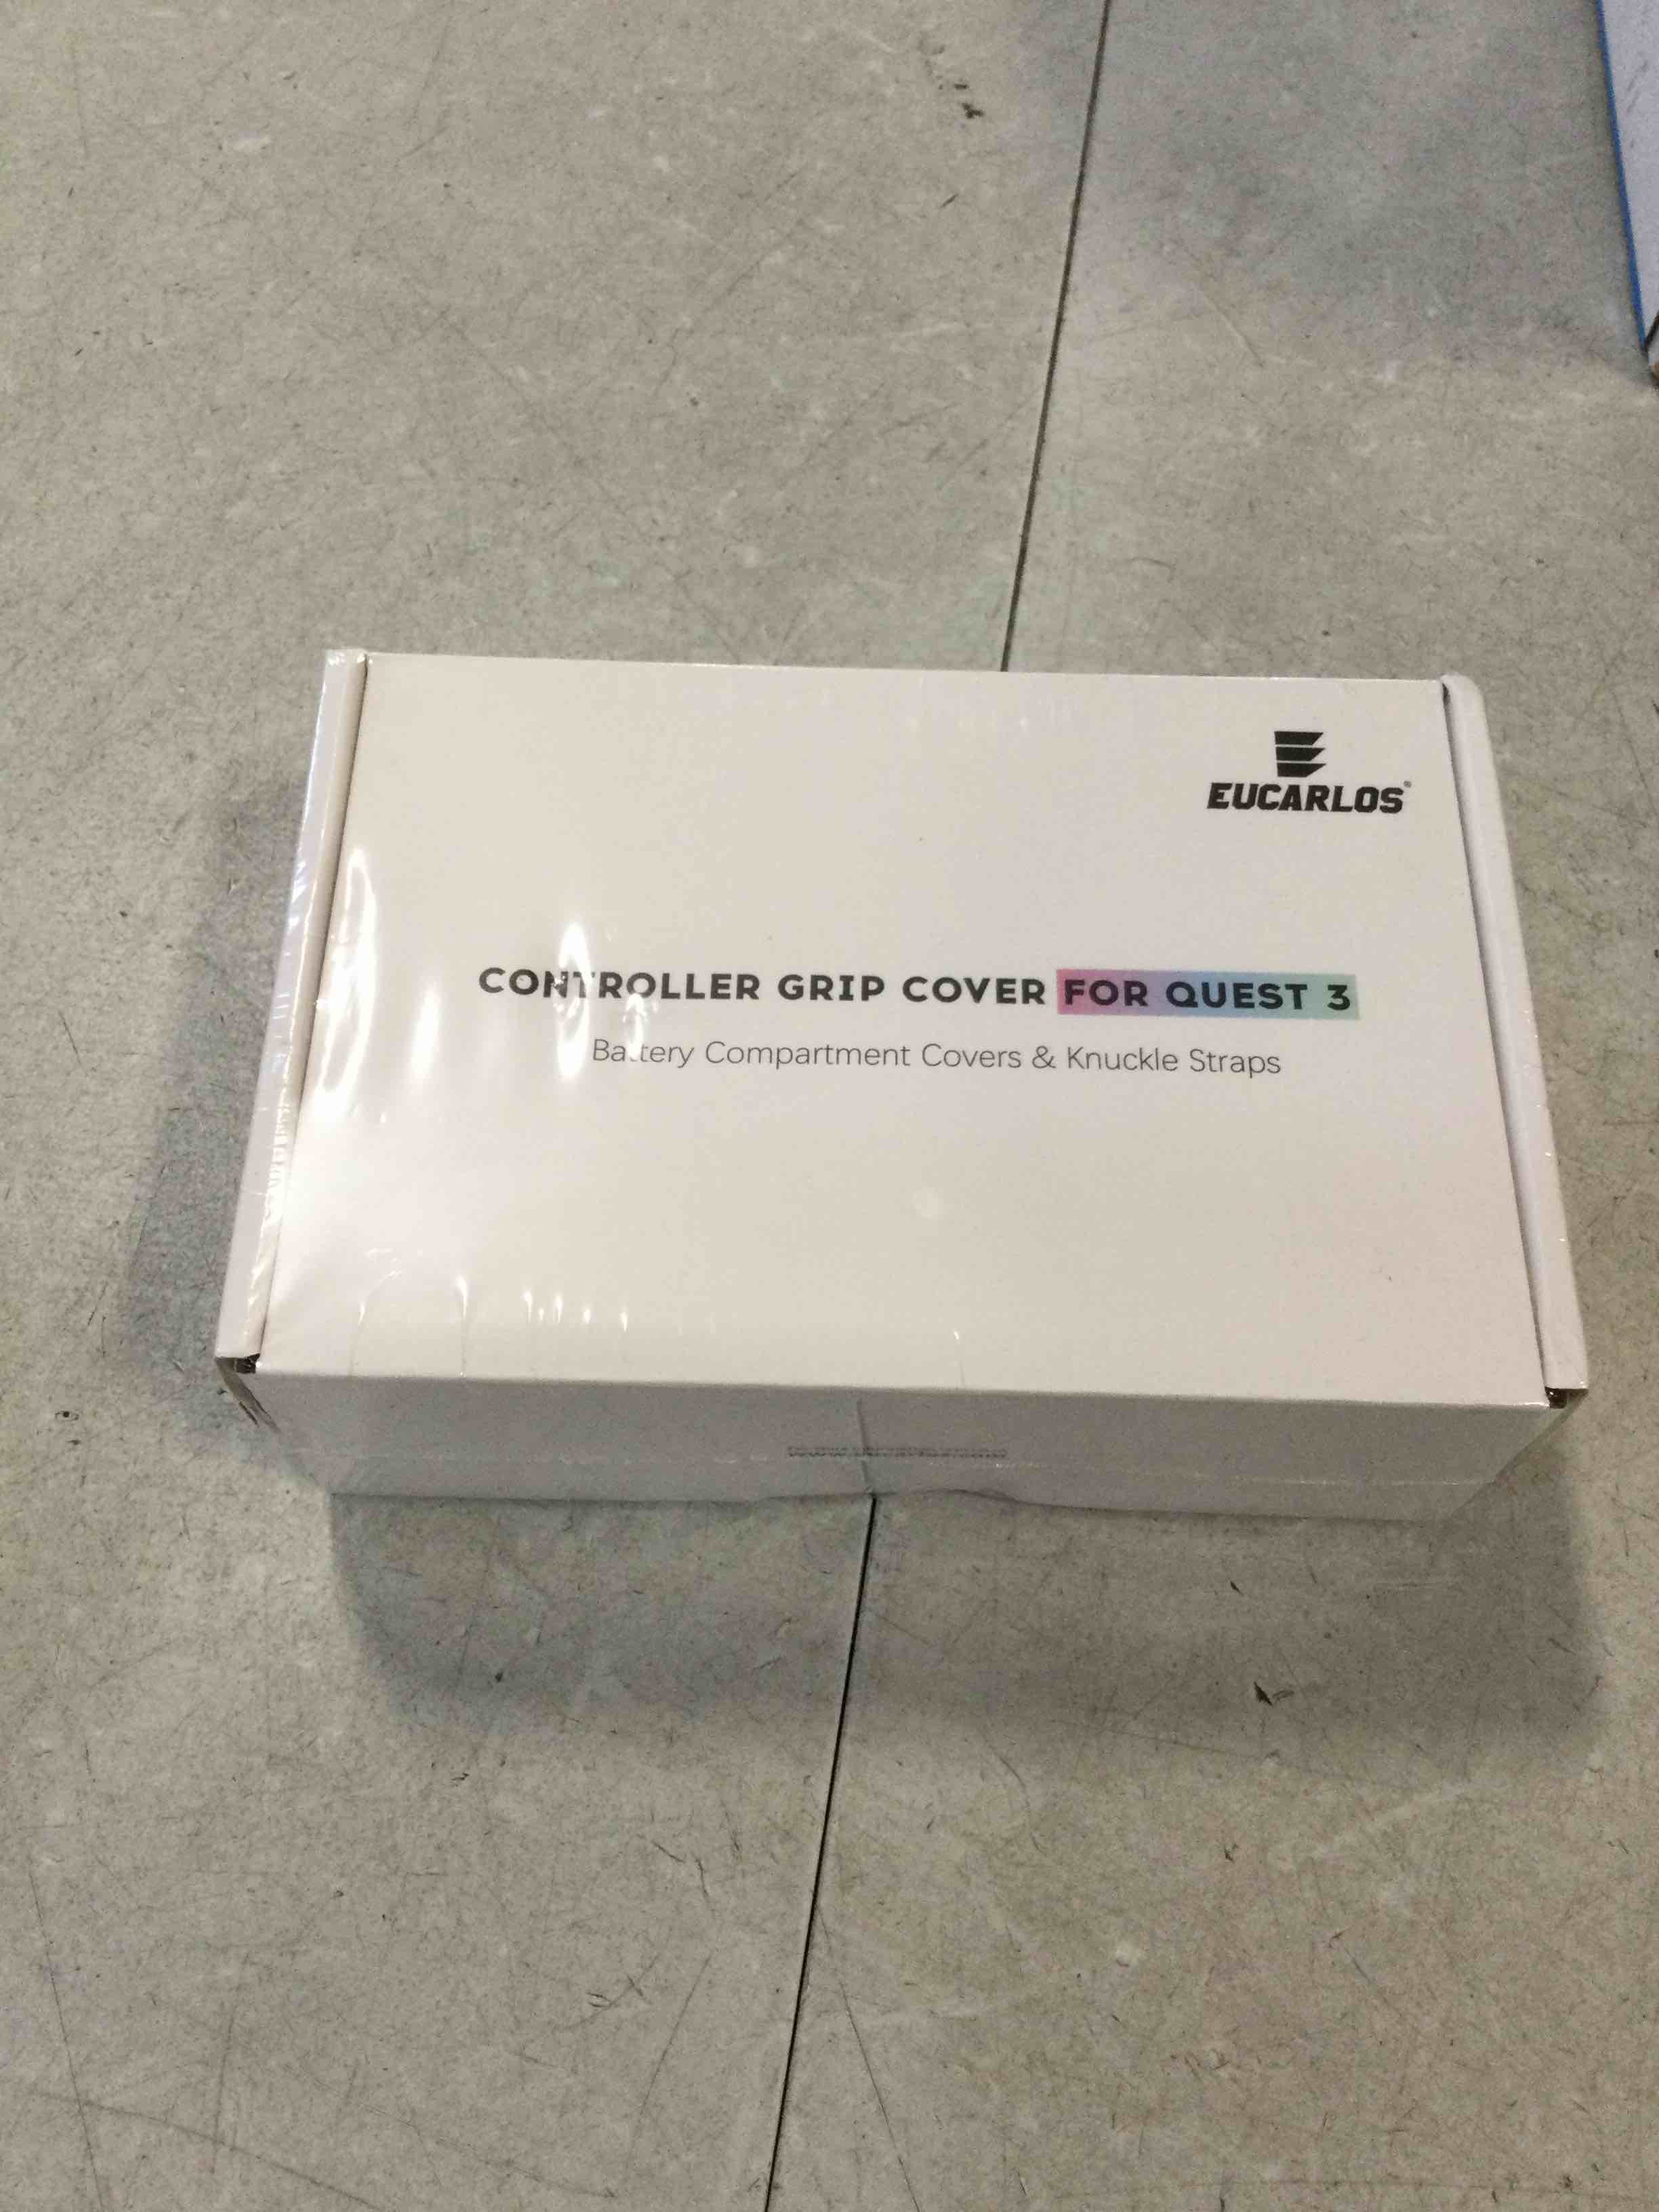 EUCARLOS®
CONTROLLER GRIP COVER FOR QUEST 3
Battery Compartment Covers & Knuckle Straps